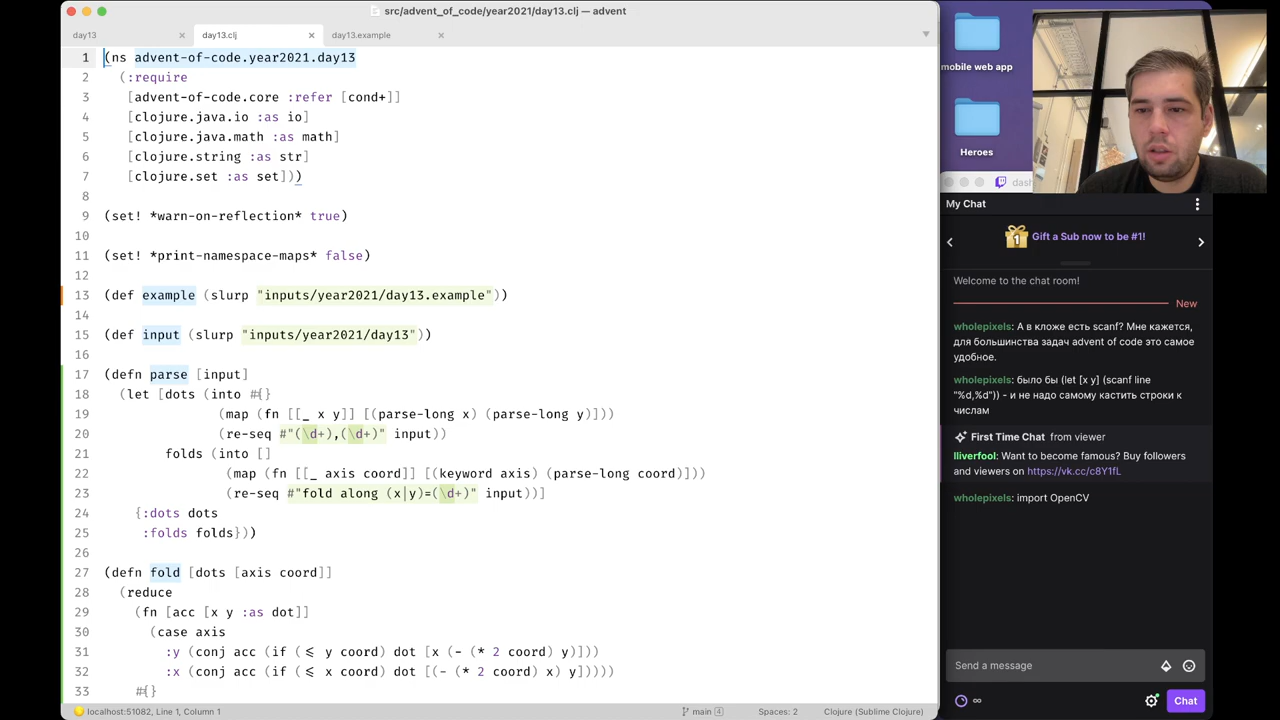 src/advent_of_code/year2021/day13.clj — advent
day13
day13.clj
day13.example
1 (ns advent-of-code.year2021.day13
2 (:require
3 [advent-of-code.core :refer [cond+]]
4 [clojure.java.io :as io]
5 [clojure.java.math :as math]
6 [clojure.string :as str]
7 [clojure.set :as set]))
8
9 (set! *warn-on-reflection* true)
10
11 (set! *print-namespace-maps* false)
12
13 (def example (slurp "inputs/year2021/day13.example"))
14
15 (def input (slurp "inputs/year2021/day13"))
16
17 (defn parse [input]
18 (let [dots (into #{}
19 (map (fn [[_ x y]] [(parse-long x) (parse-long y)]))
20 (re-seq #"(\d+),(\d+)" input))
21 folds (into []
22 (map (fn [[_ axis coord]] [(keyword axis) (parse-long coord)]))
23 (re-seq #"fold along (x|y)=(\d+)" input))]
24 {:dots dots
25 :folds folds}))
26
27 (defn fold [dots [axis coord]]
28 (reduce
29 (fn [acc [x y :as dot]]
30 (case axis
31 :y (conj acc (if (<= y coord) dot [x (- (* 2 coord) y)]))
32 :x (conj acc (if (<= x coord) dot [(- (* 2 coord) x) y]))))
33 #{}
localhost:51082, Line 1, Column 1
main 4
Spaces: 2
Clojure (Sublime Clojure)
mobile web app
Heroes
dash
My Chat
1
Gift a Sub now to be #1!
Welcome to the chat room!
New
wholepixels: А в кложе есть scanf? Мне кажется,
для большинства задач advent of code это самое
удобное.
wholepixels: было бы (let [x y] (scanf line
"%d,%d")) - и не надо самому кастить строки к
числам
First Time Chat from viewer
lliverfool: Want to become famous? Buy followers
and viewers on https://vk.cc/c8Y1fL
wholepixels: import OpenCV
Send a message
∞
Chat